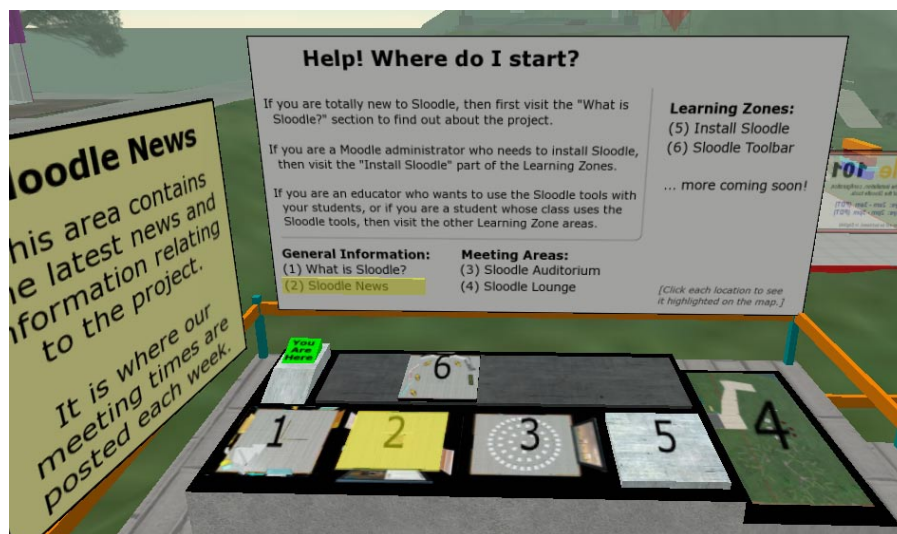 Help! Where do I start?
If you are totally new to Sloodle, then first visit the "What is
Sloodle?" section to find out about the project.
If you are a Moodle administrator who needs to install Sloodle,
then visit the "Install Sloodle" part of the Learning Zones.
If you are an educator who wants to use the Sloodle tools with
your students, or if you are a student whose class uses the
Sloodle tools, then visit the other Learning Zone areas.
General Information:
(1) What is Sloodle?
(2) Sloodle News
Meeting Areas:
(3) Sloodle Auditorium
(4) Sloodle Lounge
Learning Zones:
(5) Install Sloodle
(6) Sloodle Toolbar
... more coming soon!
[Click each location to see
it highlighted on the map.]
loodle News
his area contains
he latest news and
nformation relating
to the project.
It is where our
meeting times are
posted each week.
You
Are
Here
6
1
2
3
5
4
101